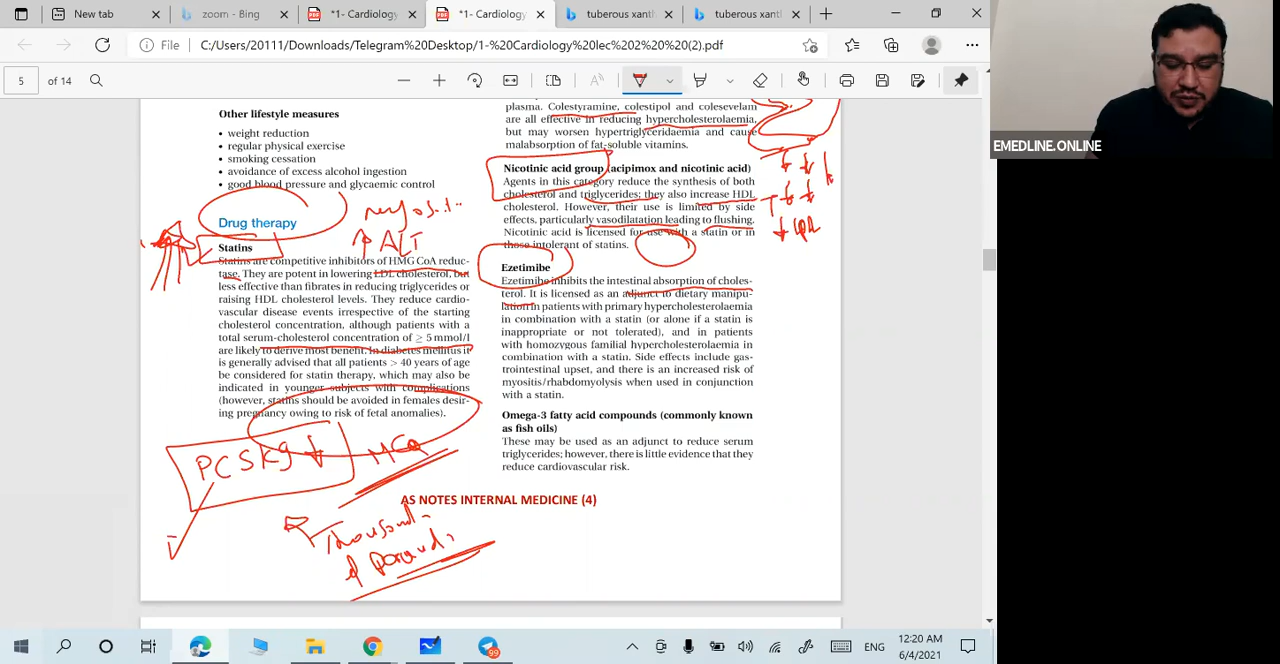 New tab
zoom - Bing
*1- Cardiology
*1- Cardiology
tuberous xanth
tuberous xan
File
C:/Users/20111/Downloads/Telegram%20Desktop/1-%20Cardiology%20lec%202%20%20(2).pdf
5
of 14
Other lifestyle measures
• weight reduction
• regular physical exercise
• smoking cessation
• avoidance of excess alcohol ingestion
• good blood pressure and glycaemic control
Drug therapy
↑ ALT
Statins
Statins are competitive inhibitors of HMG CoA reduc-
tase. They are potent in lowering LDL cholesterol, but
less effective than fibrates in reducing triglycerides or
raising HDL cholesterol levels. They reduce cardio-
vascular disease events irrespective of the starting
cholesterol concentration, although patients with a
total serum-cholesterol concentration of ≥ 5 mmol/l
are likely to derive most benefit. In diabetes mellitus it
is generally advised that all patients > 40 years of age
be considered for statin therapy, which may also be
indicated in younger subjects with complications
(however, statins should be avoided in females desir-
ing pregnancy owing to risk of fetal anomalies).
PCSK9
MCQ
Thousand
of pound
plasma. Colestyramine, colestipol and colesevelam
are all effective in reducing hypercholesterolaemia,
but may worsen hypertriglyceridaemia and cause
malabsorption of fat-soluble vitamins.
Nicotinic acid group (acipimox and nicotinic acid)
Agents in this category reduce the synthesis of both
cholesterol and triglycerides; they also increase HDL
cholesterol. However, their use is limited by side
effects, particularly vasodilatation leading to flushing.
Nicotinic acid is licensed for use with a statin or in
those intolerant of statins.
Ezetimibe
Ezetimibe inhibits the intestinal absorption of choles-
terol. It is licensed as an adjunct to dietary manipu-
lation in patients with primary hypercholesterolaemia
in combination with a statin (or alone if a statin is
inappropriate or not tolerated), and in patients
with homozygous familial hypercholesterolaemia in
combination with a statin. Side effects include gas-
trointestinal upset, and there is an increased risk of
myositis/rhabdomyolysis when used in conjunction
with a statin.
Omega-3 fatty acid compounds (commonly known
as fish oils)
These may be used as an adjunct to reduce serum
triglycerides; however, there is little evidence that they
reduce cardiovascular risk.
AS NOTES INTERNAL MEDICINE (4)
EMEDLINE.ONLINE
99
ENG
12:20 AM
6/4/2021